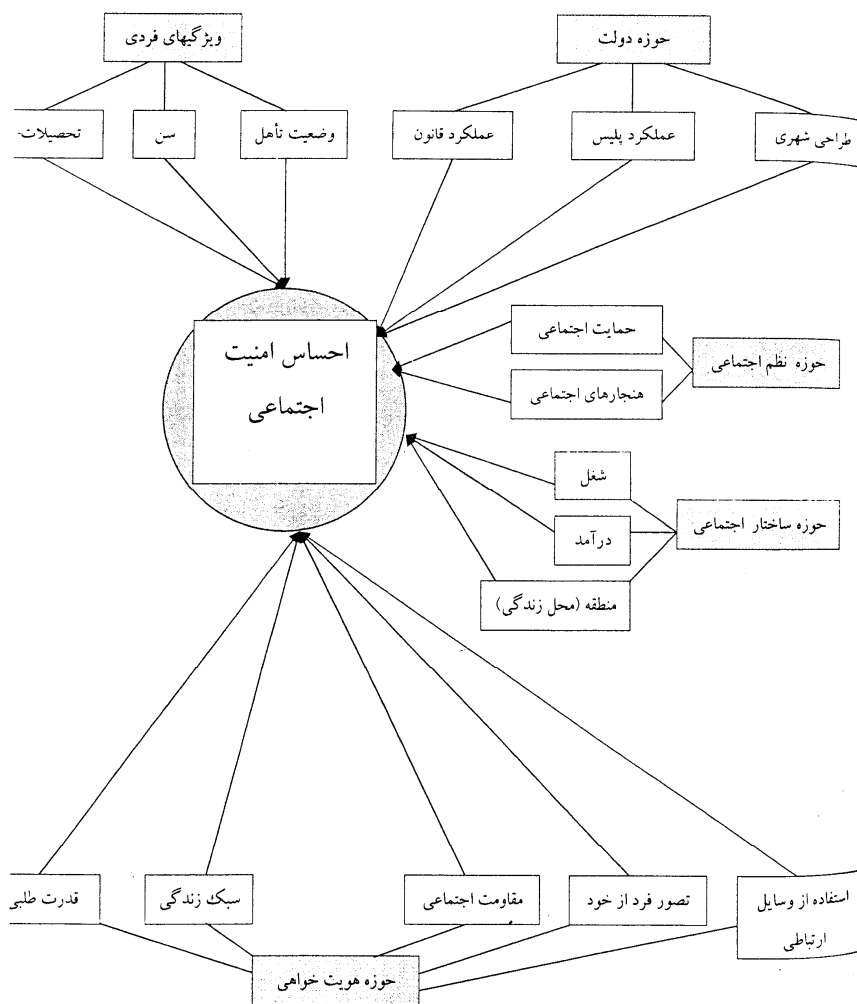 حوزه دولت
ویژگیهای فردی
طراحی شهری
عملکرد پلیس
عملکرد قانون
وضعیت تأهل
سن
تحصیلات-
احساس امنیت
اجتماعی
حمایت اجتماعی
حوزه نظم اجتماعی
هنجارهای اجتماعی
شغل
حوزه ساختار اجتماعی
درآمد
منطقه (محل زندگی)
استفاده از وسایل
ارتباطی
تصور فرد از خود
مقاومت اجتماعی
سبک زندگی
قدرت طلبی
حوزه هویت خواهی